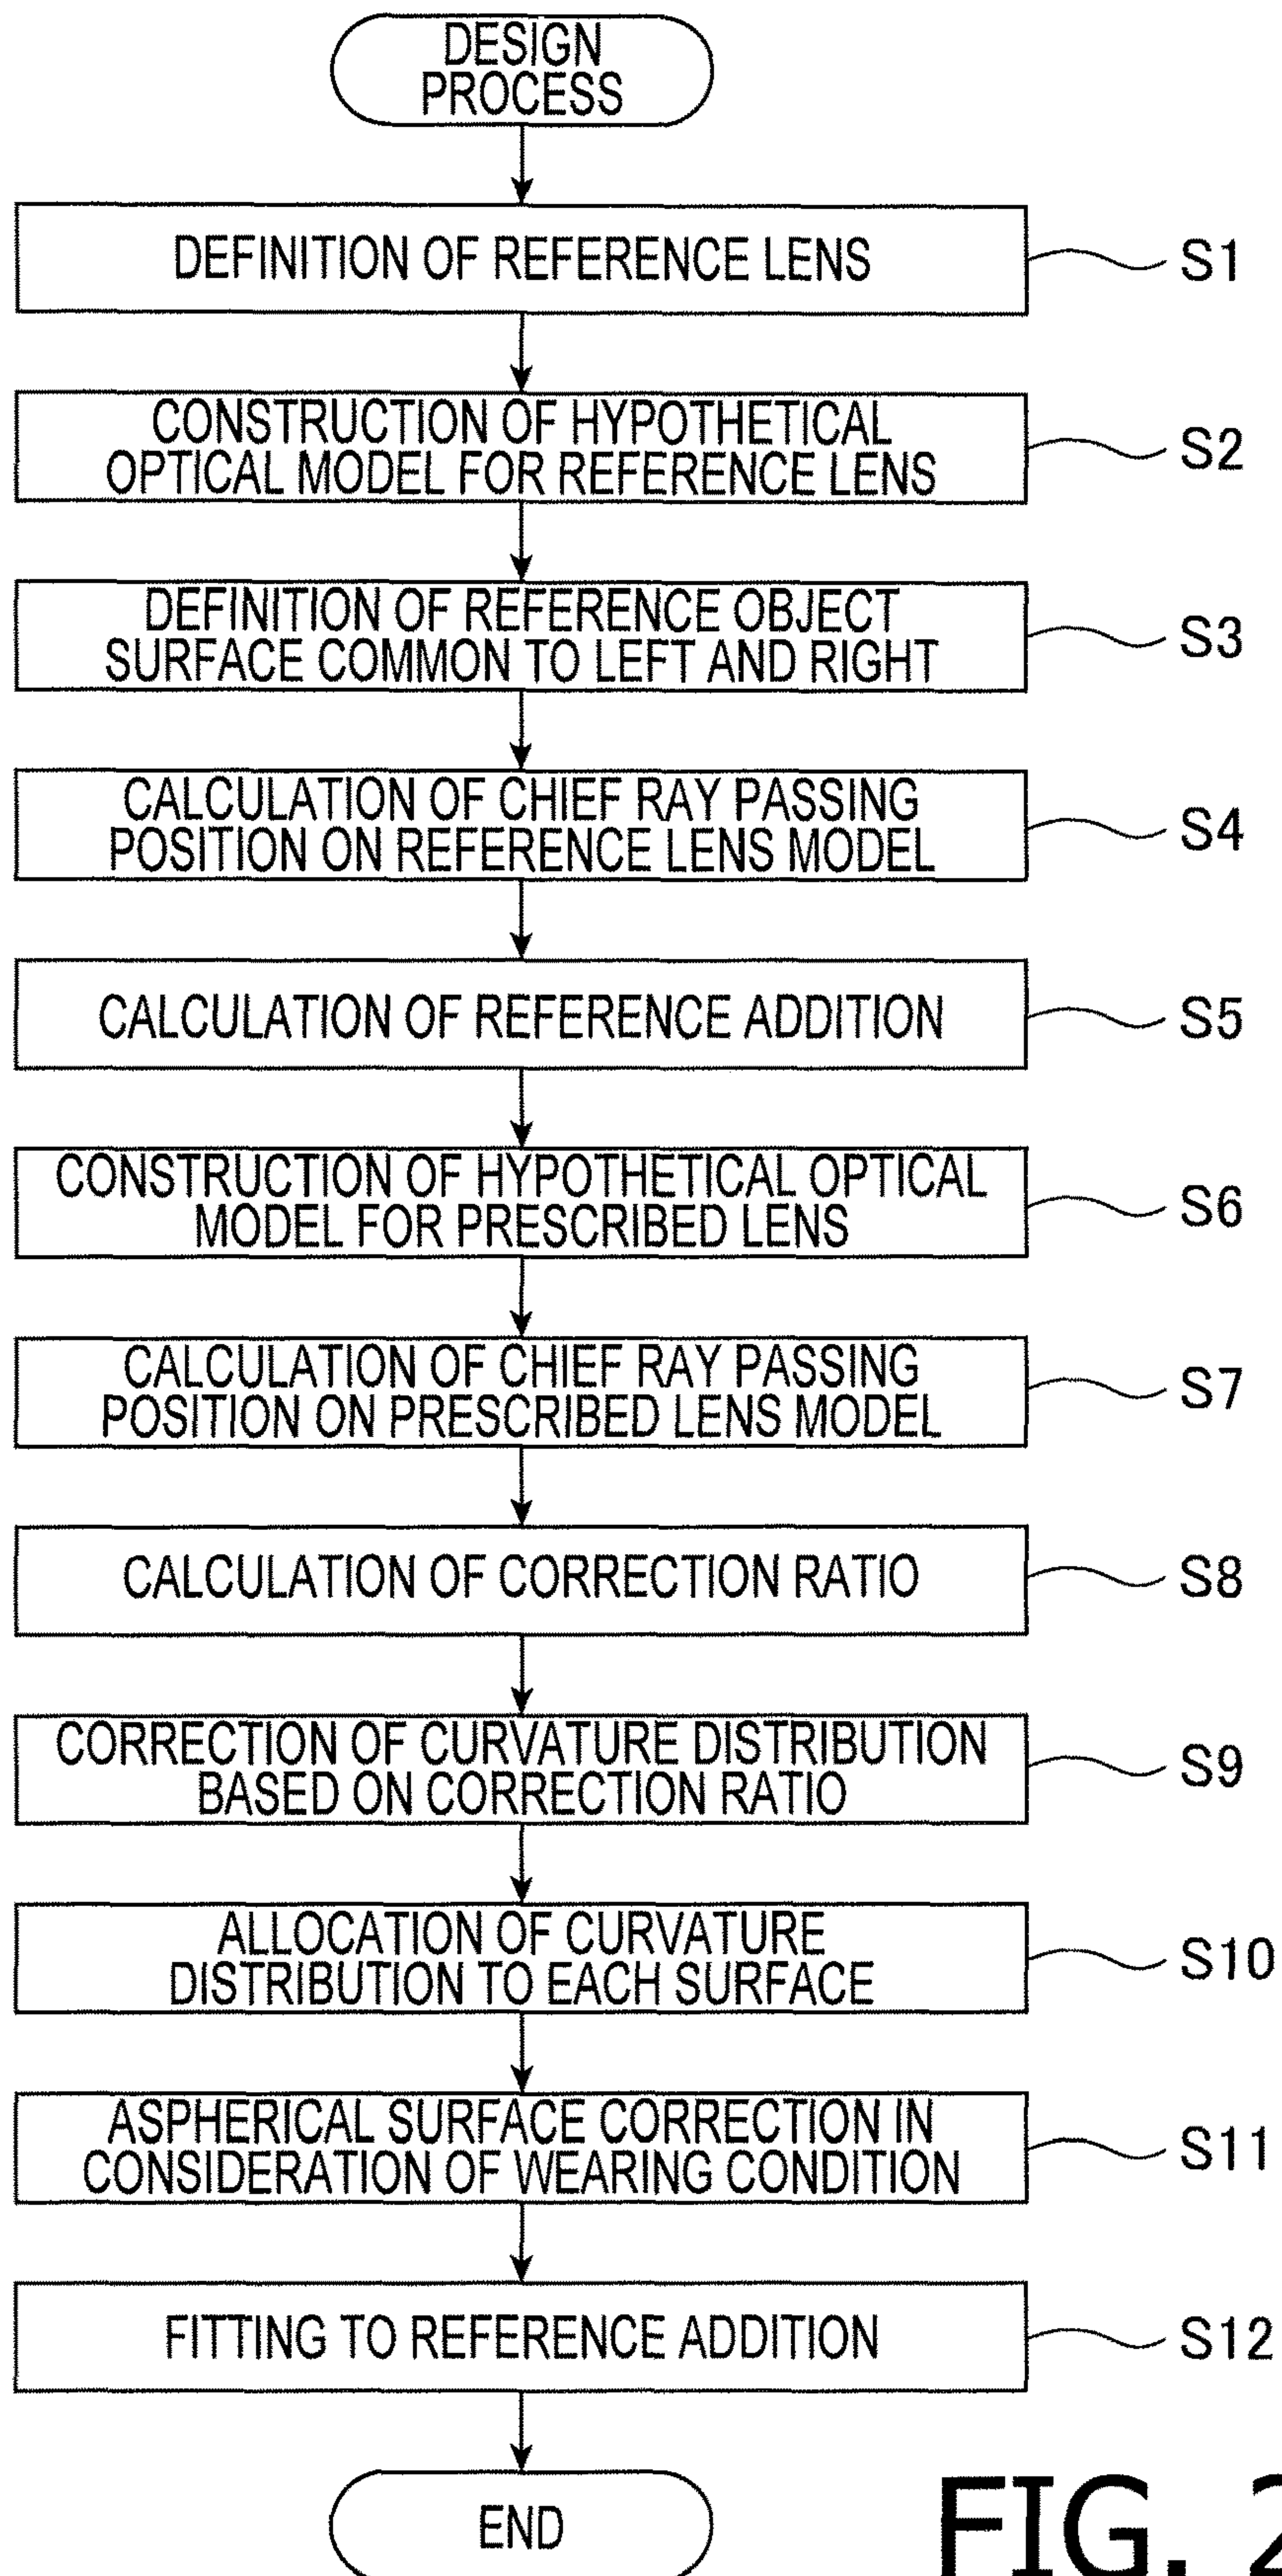 DESIGN
PROCESS
DEFINITION OF REFERENCE LENS
S1
CONSTRUCTION OF HYPOTHETICAL
OPTICAL MODEL FOR REFERENCE LENS
S2
DEFINITION OF REFERENCE OBJECT
SURFACE COMMON TO LEFT AND RIGHT
S3
CALCULATION OF CHIEF RAY PASSING
POSITION ON REFERENCE LENS MODEL
S4
CALCULATION OF REFERENCE ADDITION
S5
CONSTRUCTION OF HYPOTHETICAL OPTICAL
MODEL FOR PRESCRIBED LENS
S6
CALCULATION OF CHIEF RAY PASSING
POSITION ON PRESCRIBED LENS MODEL
S7
CALCULATION OF CORRECTION RATIO
S8
CORRECTION OF CURVATURE DISTRIBUTION
BASED ON CORRECTION RATIO
S9
ALLOCATION OF CURVATURE
DISTRIBUTION TO EACH SURFACE
S10
ASPHERICAL SURFACE CORRECTION IN
CONSIDERATION OF WEARING CONDITION
S11
FITTING TO REFERENCE ADDITION
S12
END
FIG. 2